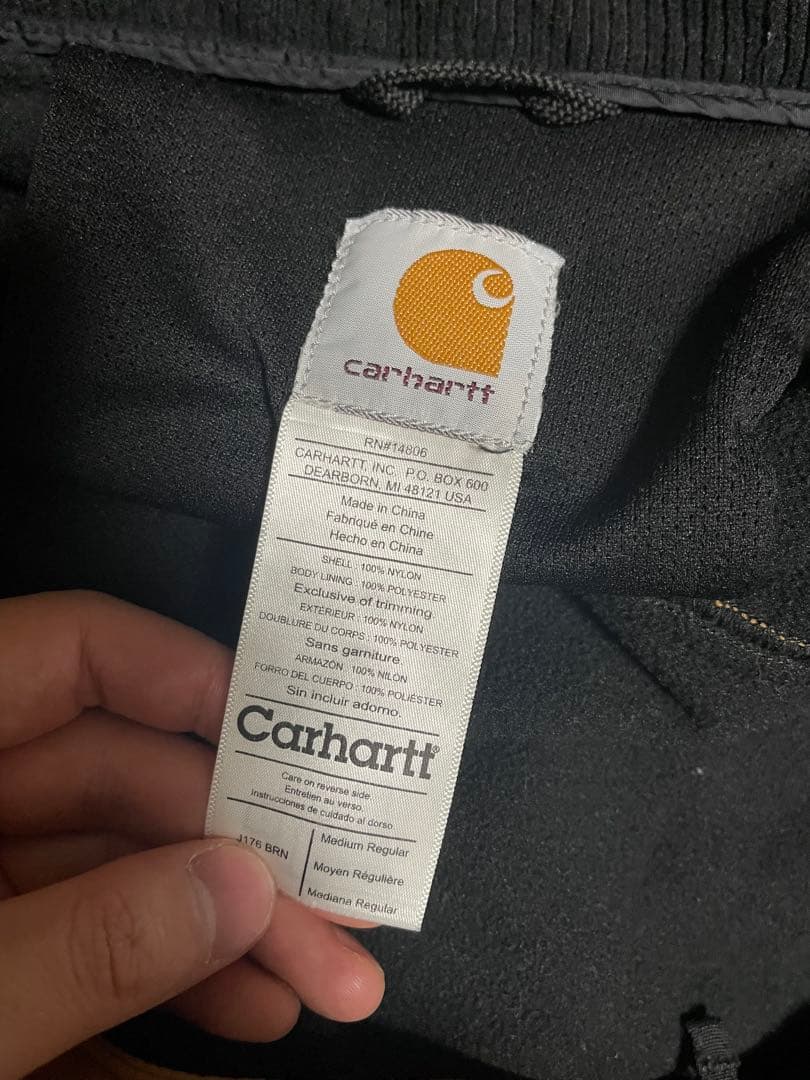 carhartt
RN#14806
CARHARTT, INC. P.O. BOX 600
DEARBORN, MI 48121 USA
Made in China
Fabriqué en Chine
Hecho en China
SHELL : 100% NYLON
BODY LINING : 100% POLYESTER
Exclusive of trimming.
EXTÉRIEUR : 100% NYLON
DOUBLURE DU CORPS : 100% POLYESTER
Sans garniture.
ARMAZÓN : 100% NILON
FORRO DEL CUERPO : 100% POLIÉSTER
Sin incluir adorno.
Carhartt®
Care on reverse side
Entretien au verso.
instrucciones de cuidado al dorso
J176 BRN
Medium Regular
Moyen Régulière
Mediana Regular